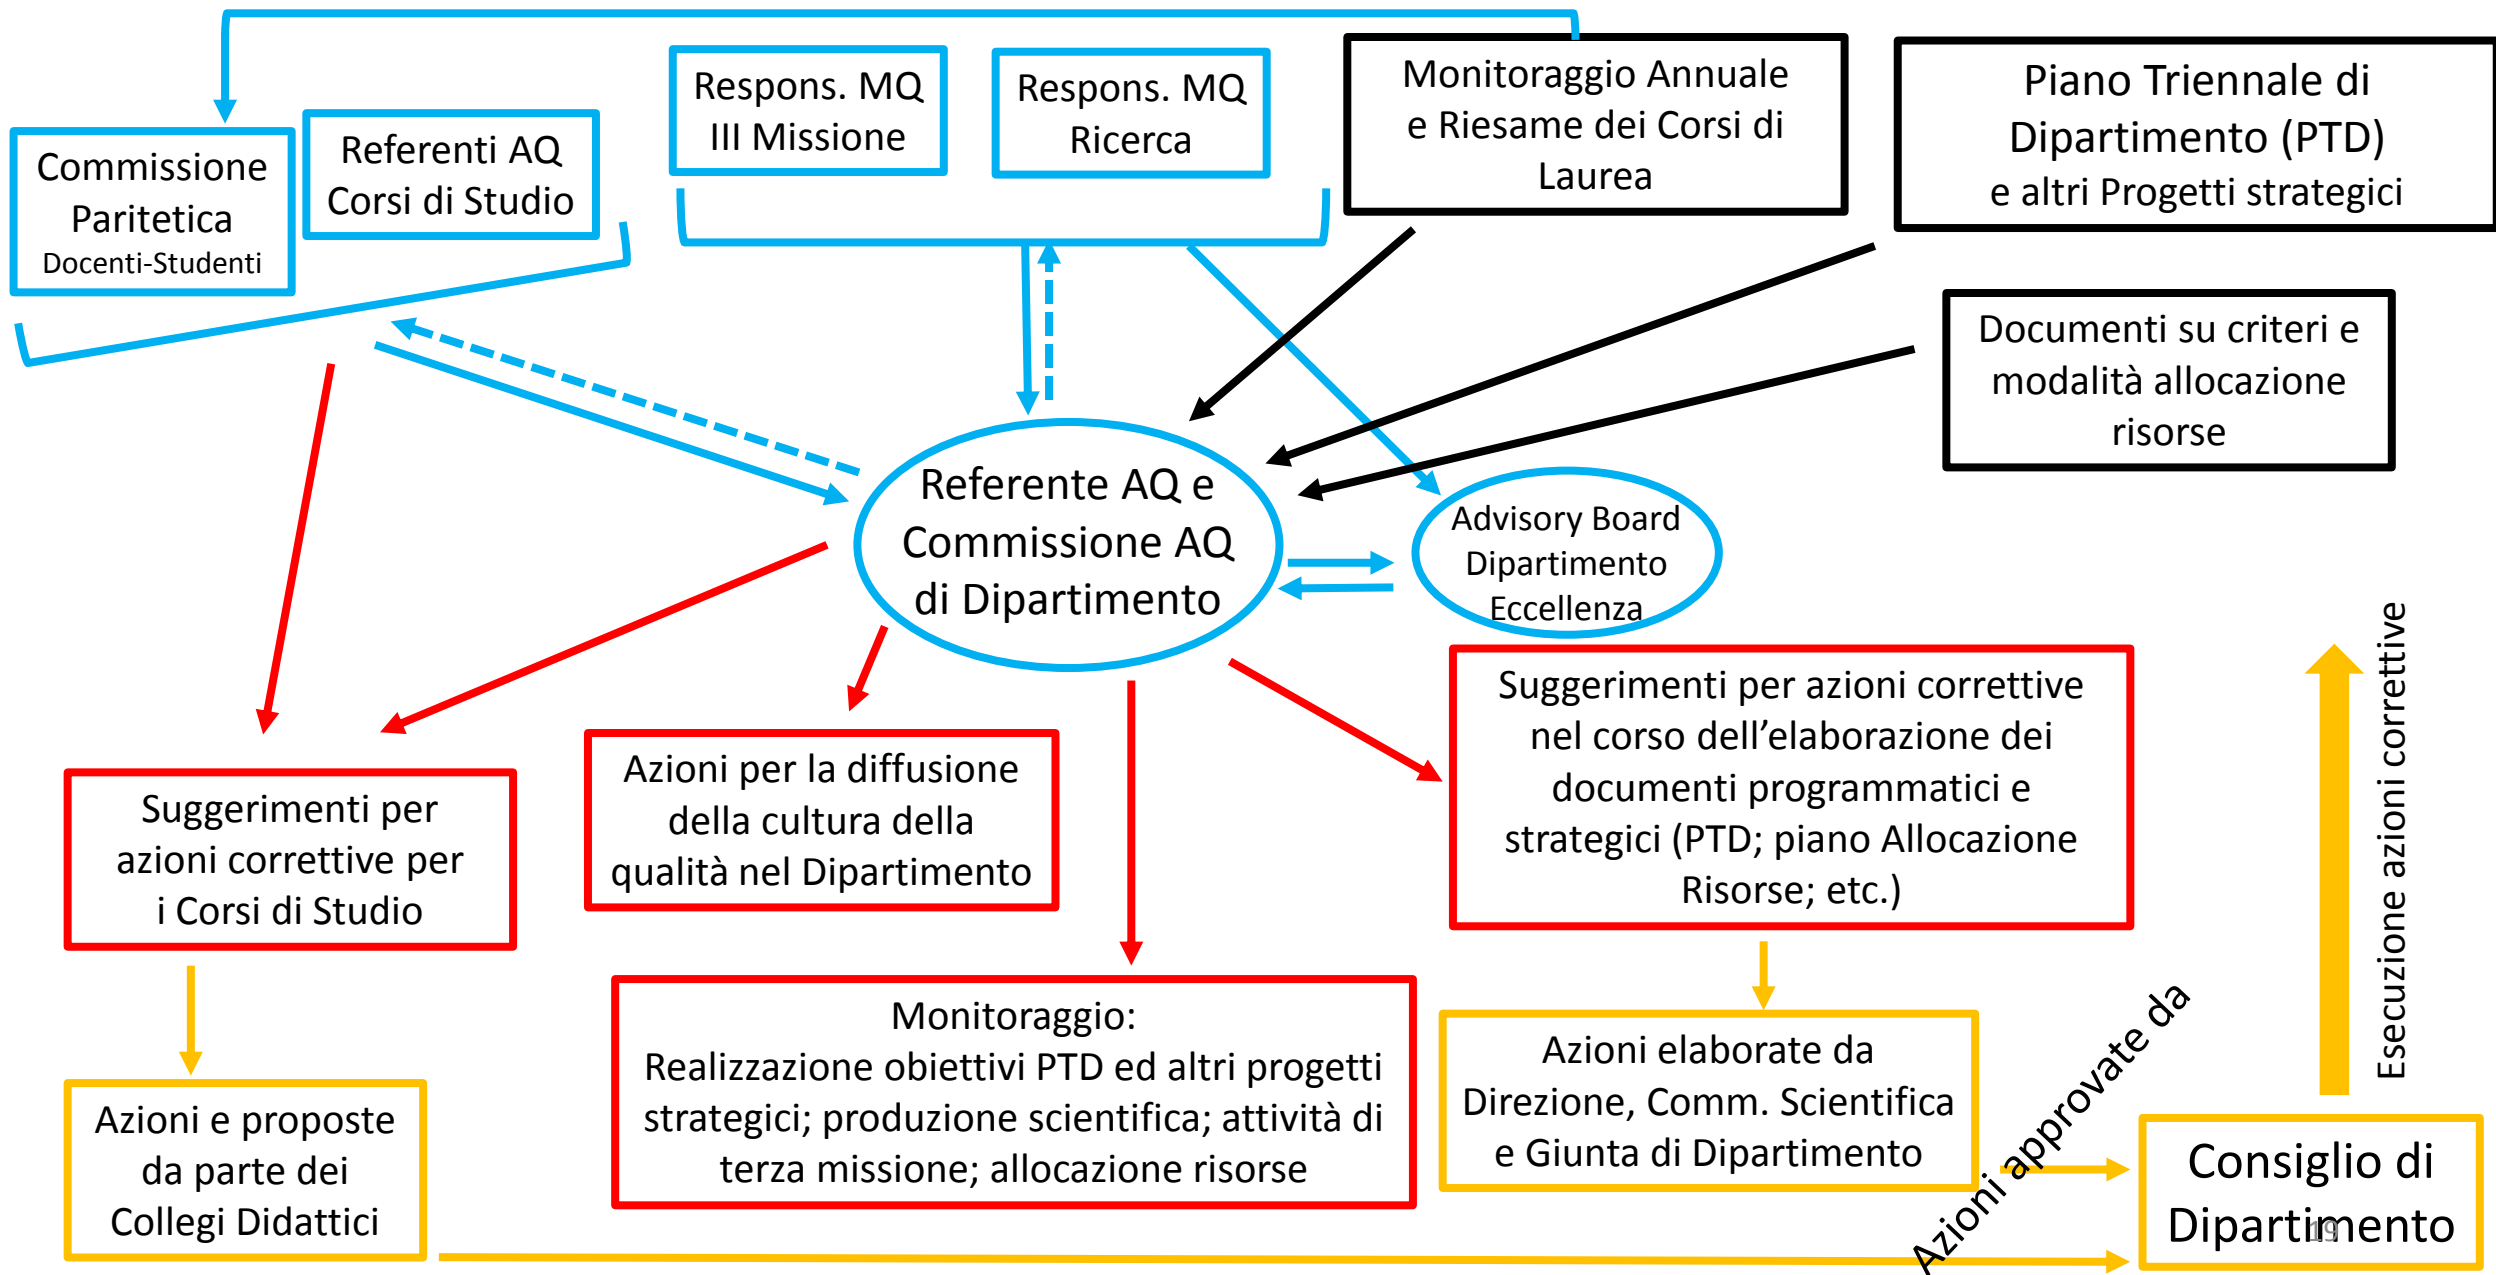 Commissione
Paritetica
Docenti-Studenti
Referenti AQ
Corsi di Studio
Respons. MQ
III Missione
Respons. MQ
Ricerca
Monitoraggio Annuale
e Riesame dei Corsi di
Laurea
Piano Triennale di
Dipartimento (PTD)
e altri Progetti strategici
Documenti su criteri e
modalità allocazione
risorse
Referente AQ e
Commissione AQ
di Dipartimento
Advisory Board
Dipartimento
Eccellenza
Suggerimenti per
azioni correttive per
i Corsi di Studio
Azioni per la diffusione
della cultura della
qualità nel Dipartimento
Suggerimenti per azioni correttive
nel corso dell’elaborazione dei
documenti programmatici e
strategici (PTD; piano Allocazione
Risorse; etc.)
Esecuzione azioni correttive
Azioni e proposte
da parte dei
Collegi Didattici
Monitoraggio:
Realizzazione obiettivi PTD ed altri progetti
strategici; produzione scientifica; attività di
terza missione; allocazione risorse
Azioni elaborate da
Direzione, Comm. Scientifica
e Giunta di Dipartimento
Azioni approvate da
Consiglio di
Dipartimento
19